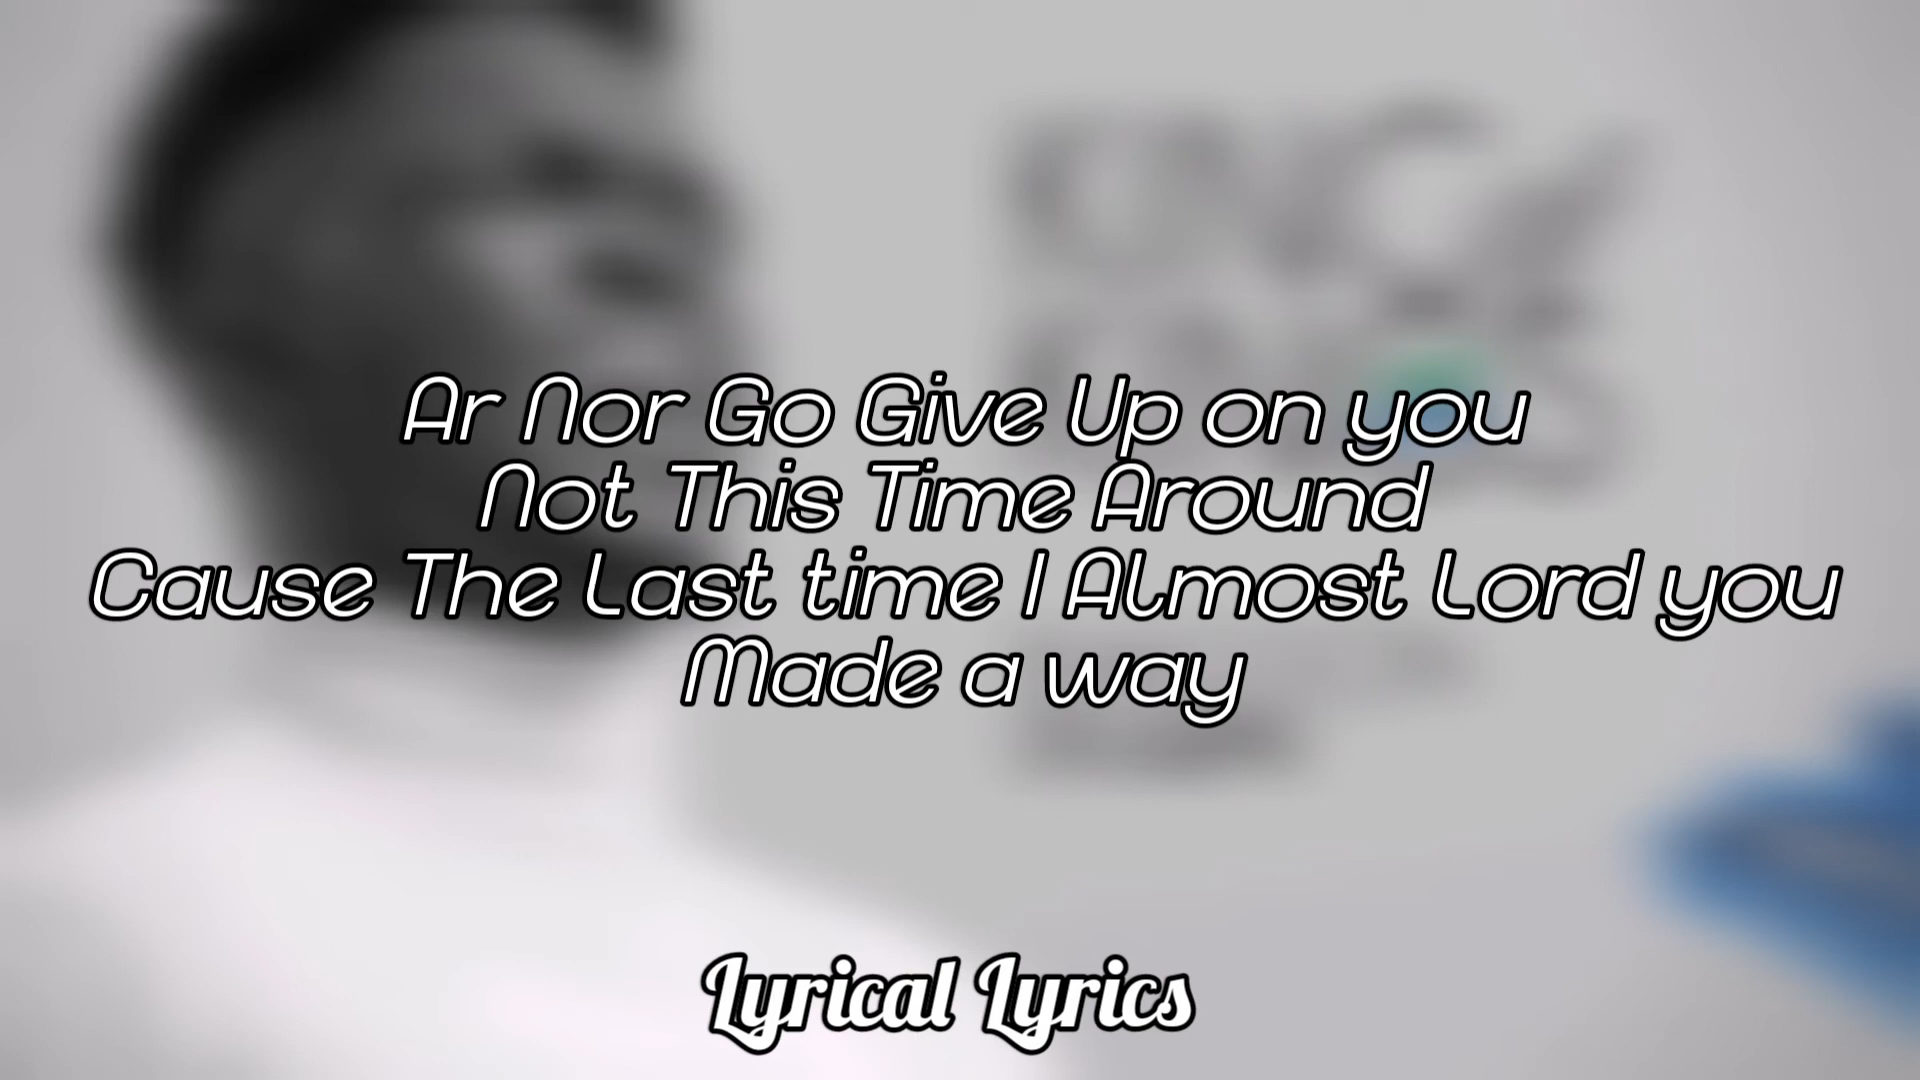 Ar Nor Go Give Up on you
Not This Time Around
Cause The Last time I Almost Lord you
Made a way
Lyrical Lyrics